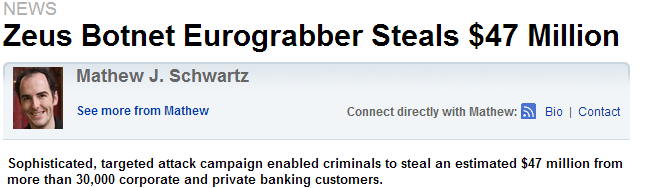 NEWS
Zeus Botnet Eurograbber Steals $47 Million
Mathew J. Schwartz
See more from Mathew
Connect directly with Mathew: Bio | Contact
Sophisticated, targeted attack campaign enabled criminals to steal an estimated $47 million from
more than 30,000 corporate and private banking customers.